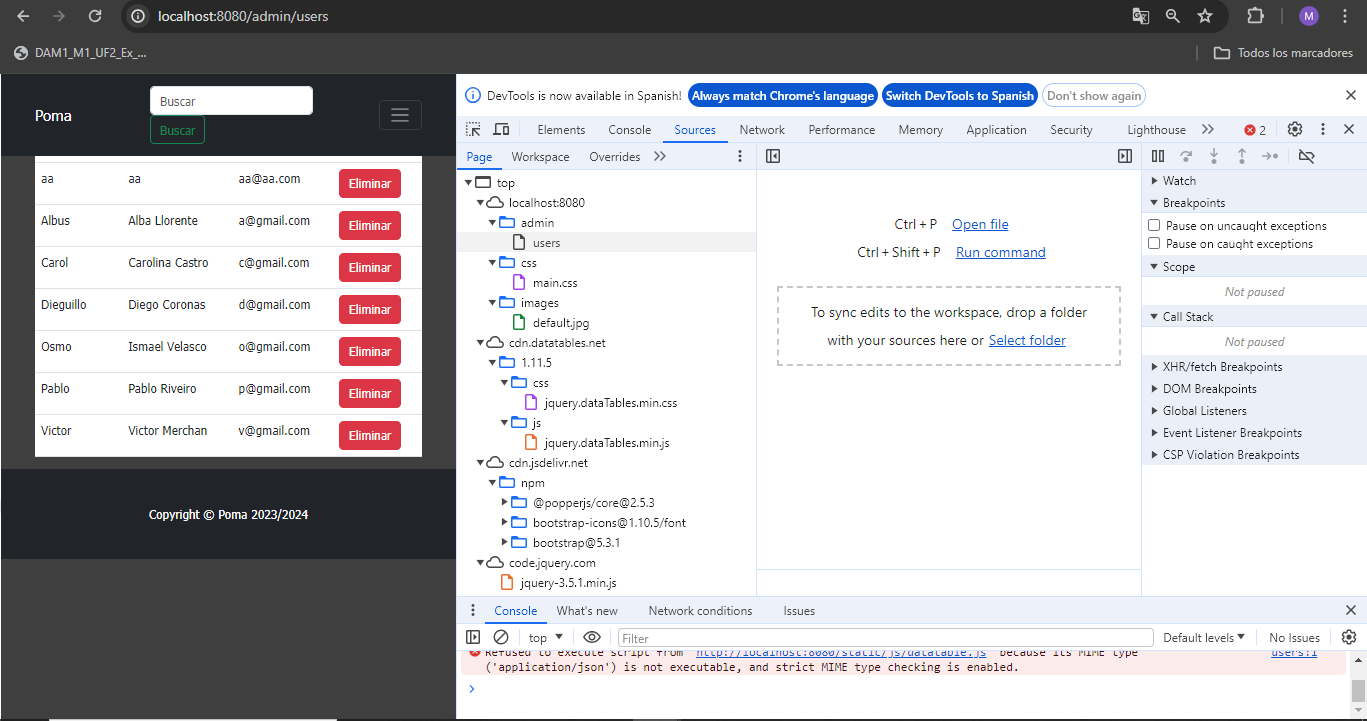 localhost:8080/admin/users
M
DAM1_M1_UF2_Ex_...
Todos los marcadores
Poma
Buscar
Buscar
aa aa aa@aa.com Eliminar
Albus Alba Llorente a@gmail.com Eliminar
Carol Carolina Castro c@gmail.com Eliminar
Dieguillo Diego Coronas d@gmail.com Eliminar
Osmo Ismael Velasco o@gmail.com Eliminar
Pablo Pablo Riveiro p@gmail.com Eliminar
Victor Victor Merchan v@gmail.com Eliminar
Copyright © Poma 2023/2024
DevTools is now available in Spanish! Always match Chrome's language Switch DevTools to Spanish Don't show again
Elements Console Sources Network Performance Memory Application Security Lighthouse 2
Page Workspace Overrides
top
localhost:8080
admin
users
css
main.css
images
default.jpg
cdn.datatables.net
1.11.5
css
jquery.dataTables.min.css
js
jquery.dataTables.min.js
cdn.jsdelivr.net
npm
@popperjs/core@2.5.3
bootstrap-icons@1.10.5/font
bootstrap@5.3.1
code.jquery.com
jquery-3.5.1.min.js
Ctrl + P Open file
Ctrl + Shift + P Run command
To sync edits to the workspace, drop a folder
with your sources here or Select folder
Watch
Breakpoints
Pause on uncaught exceptions
Pause on caught exceptions
Scope
Not paused
Call Stack
Not paused
XHR/fetch Breakpoints
DOM Breakpoints
Global Listeners
Event Listener Breakpoints
CSP Violation Breakpoints
Console What's new Network conditions Issues
top Filter Default levels No Issues
Refused to execute script from 'http://localhost:8080/static/js/datatable.js' because its MIME type users:1
('application/json') is not executable, and strict MIME type checking is enabled.